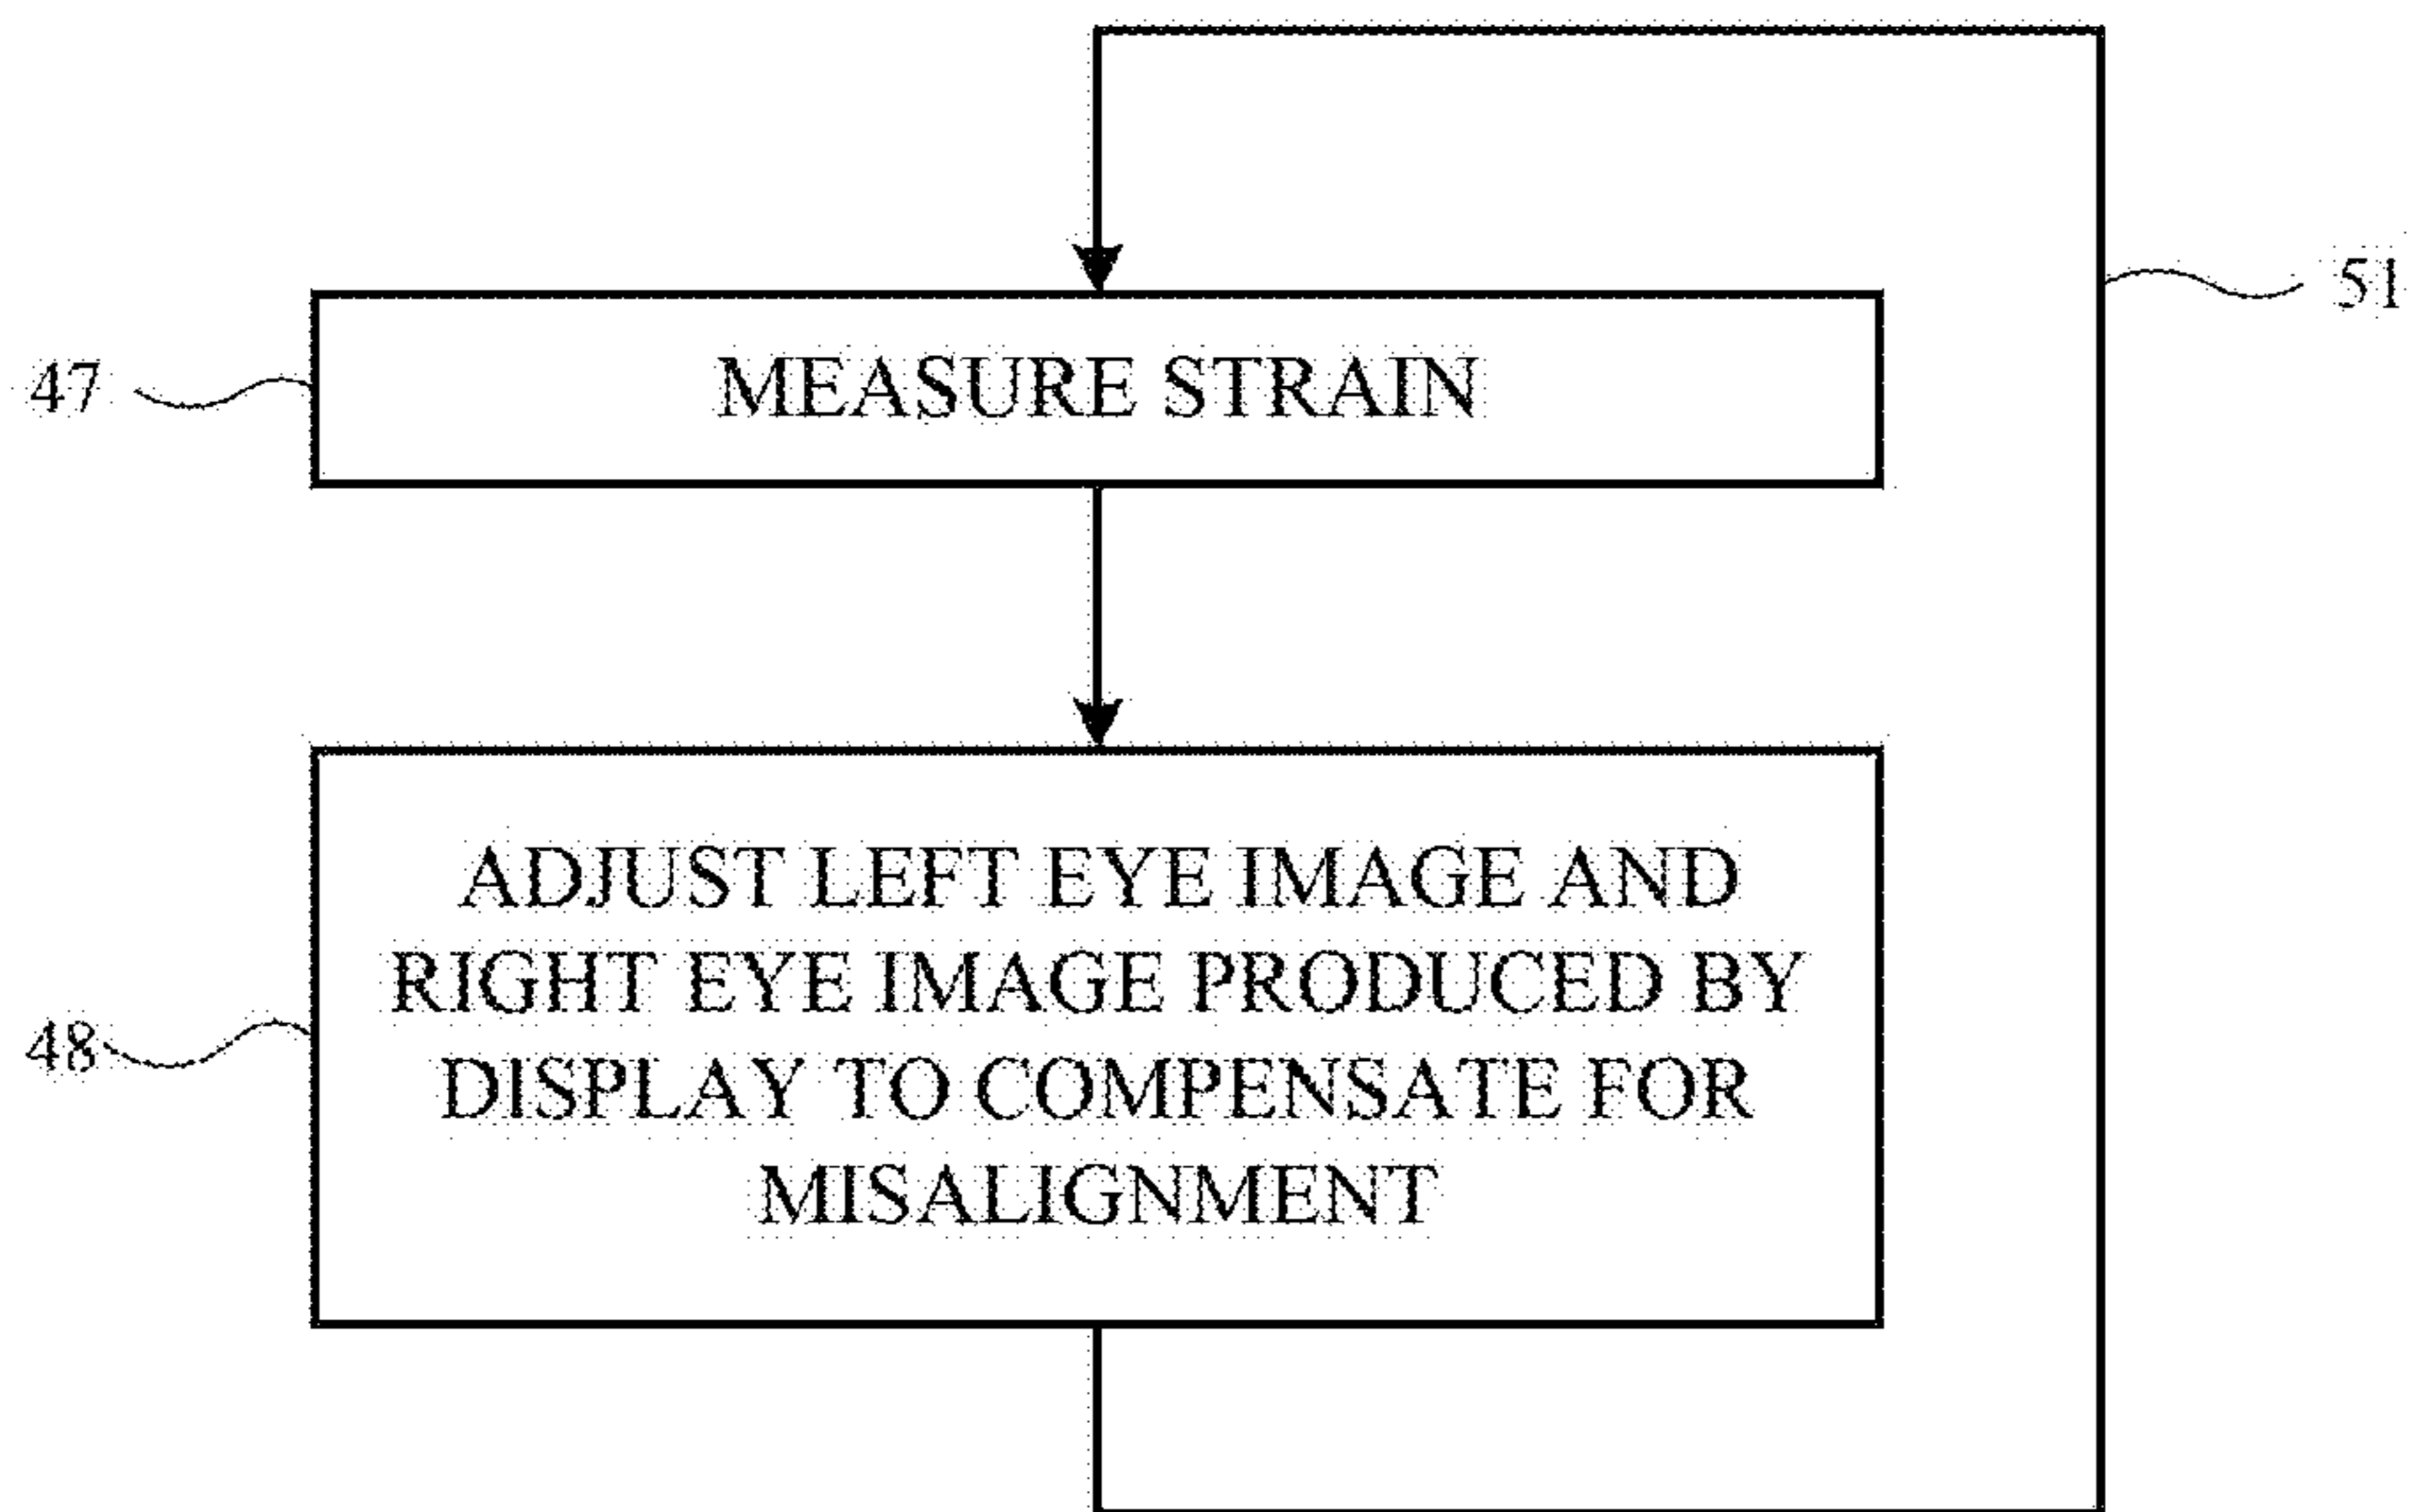 51
47
MEASURE STRAIN
ADJUST LEFT EYE IMAGE AND
RIGHT EYE IMAGE PRODUCED BY
DISPLAY TO COMPENSATE FOR
MISALIGNMENT
48